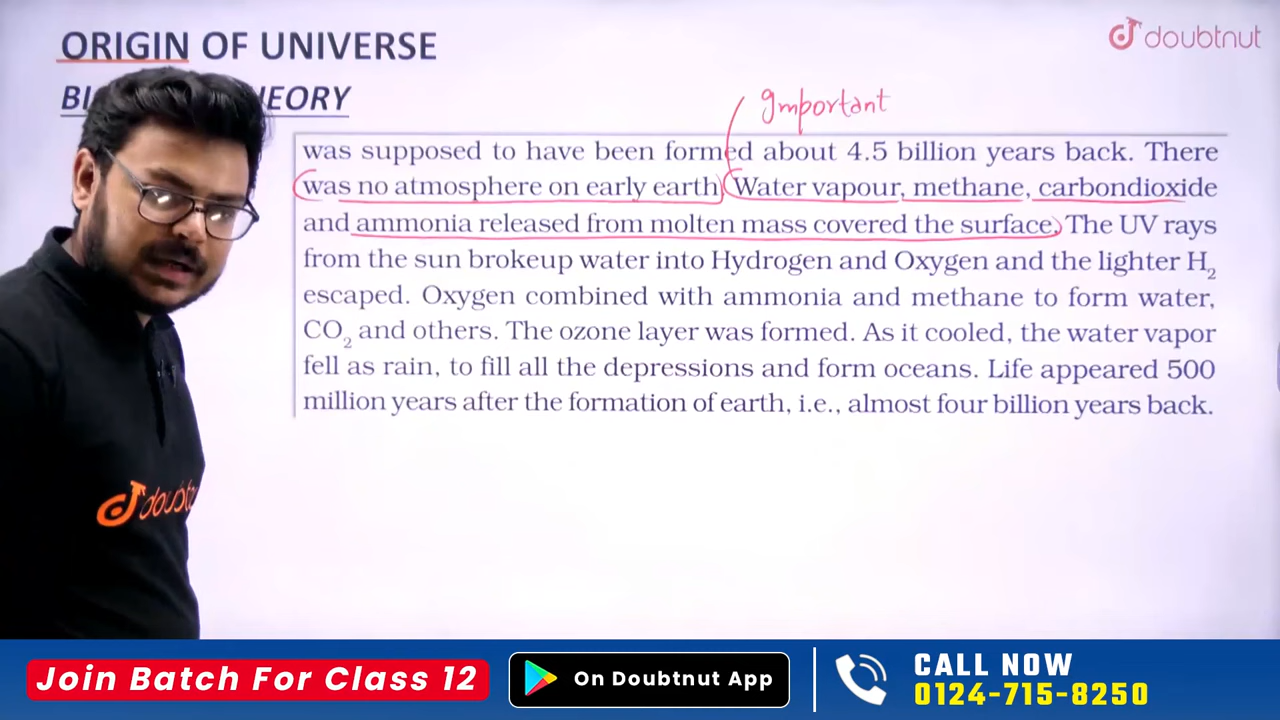 ORIGIN OF UNIVERSE
doubtnut
EORY
Important
was supposed to have been formed about 4.5 billion years back. There
was no atmosphere on early earth. Water vapour, methane, carbondioxide
and ammonia released from molten mass covered the surface. The UV rays
from the sun brokeup water into Hydrogen and Oxygen and the lighter H₂
escaped. Oxygen combined with ammonia and methane to form water,
CO₂ and others. The ozone layer was formed. As it cooled, the water vapor
fell as rain, to fill all the depressions and form oceans. Life appeared 500
million years after the formation of earth, i.e., almost four billion years back.
Join Batch For Class 12
On Doubtnut App
CALL NOW
0124-715-8250